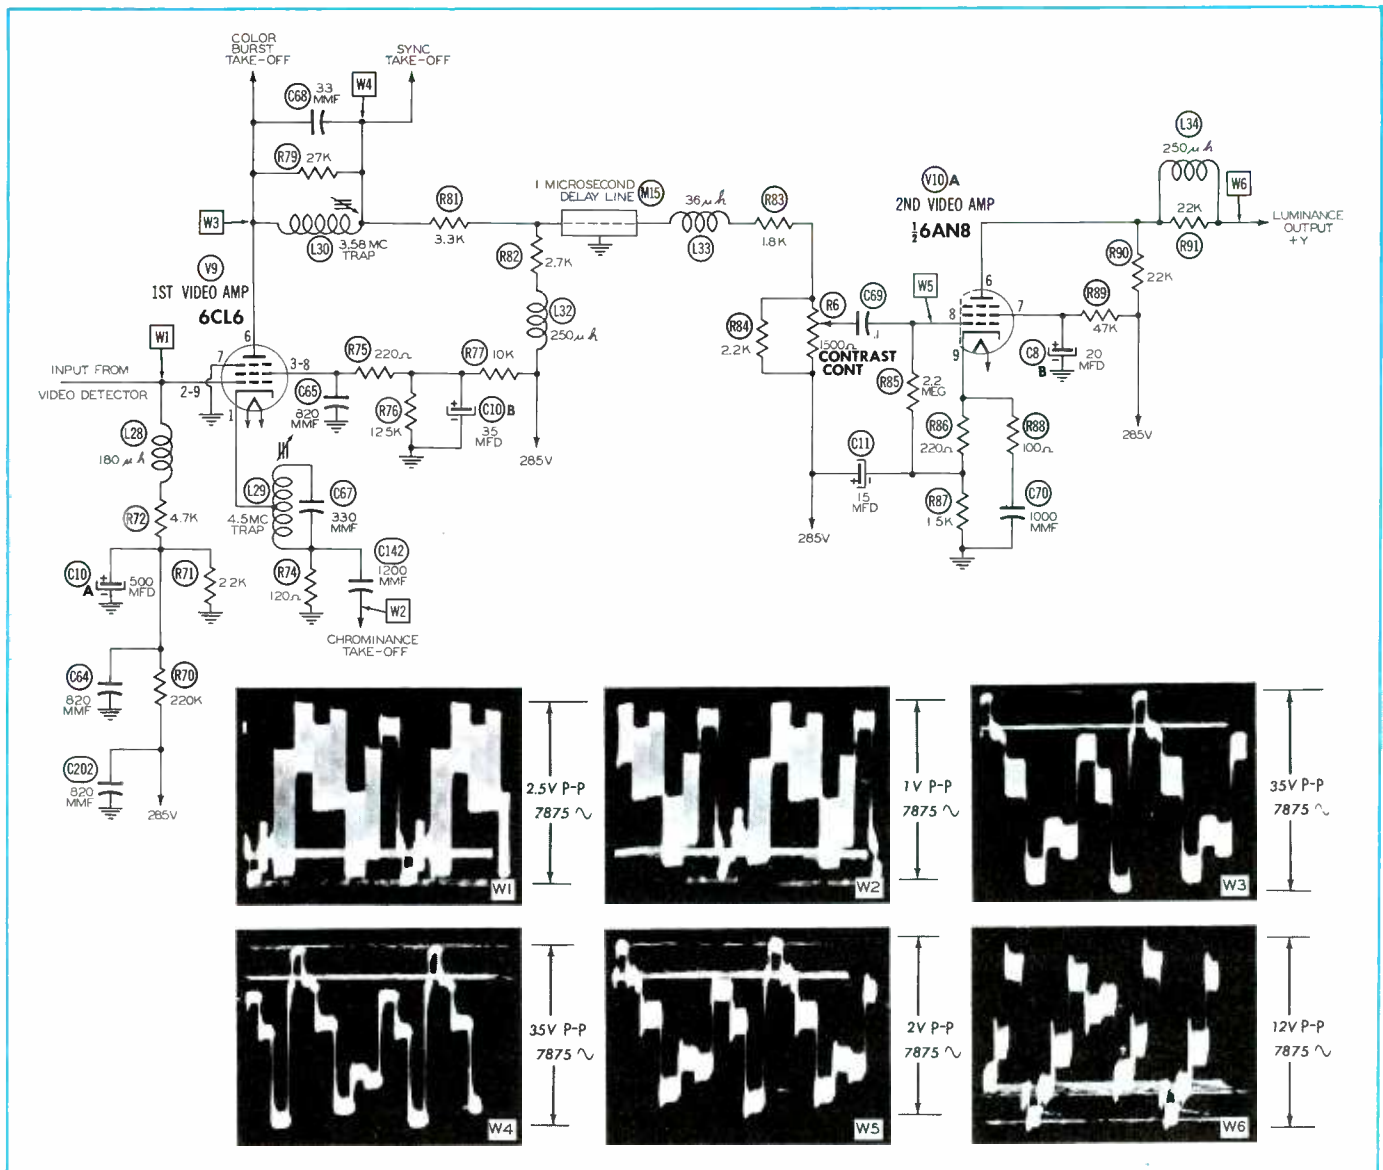 COLOR
BURST
TAKE-OFF
SYNC
TAKE-OFF
C68
33
MMF
W4
R79
27K
W3
L30
3.58 MC
TRAP
R81
3.3K
1 MICROSECOND
DELAY LINE
M15
36μh
L33
R83
1.8K
R82
2.7K
L32
250μh
V9
1ST VIDEO AMP
6CL6
W1
INPUT FROM
VIDEO DETECTOR
2-9
7
6
3-8
1
R75
220Ω
R77
10K
C65
820
MMF
R76
12.5K
C10 B
35
MFD
285V
L28
180μh
R72
4.7K
L29
4.5MC
TRAP
C67
330
MMF
C142
1200
MMF
R74
120Ω
W2
CHROMINANCE
TAKE-OFF
C10
A
500
MFD
R71
22K
C64
820
MMF
R70
220K
C202
820
MMF
285V
R84
2.2K
R6
1500Ω
CONTRAST
CONT
C69
.1
W5
R85
2.2
MEG
C11
15
MFD
285V
V10 A
2ND VIDEO AMP
½6AN8
6
8
7
9
R86
220Ω
R88
100Ω
R87
1.5K
C70
1000
MMF
C8
B
20
MFD
R89
47K
R90
22K
285V
L34
250μh
22K
R91
W6
LUMINANCE
OUTPUT
+Y
W1
2.5V P-P
7875 ∿
W2
1V P-P
7875 ∿
W3
35V P-P
7875 ∿
W4
35V P-P
7875 ∿
W5
2V P-P
7875 ∿
W6
12V P-P
7875 ∿